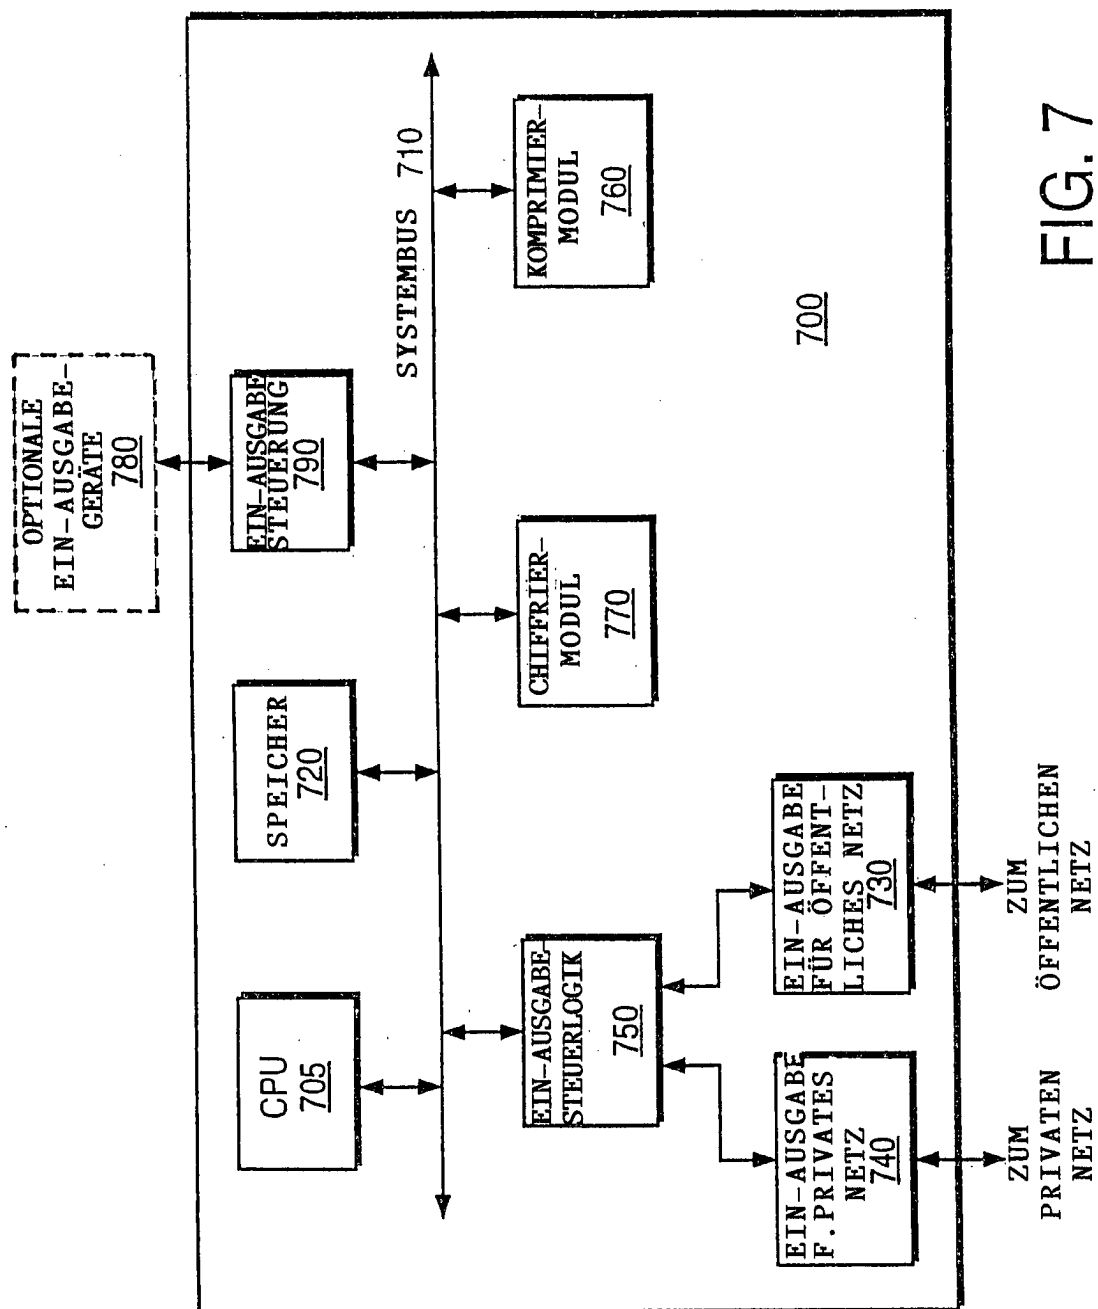 OPTIONALE
EIN-AUSGABE-
GERÄTE
780
CPU
705
SPEICHER
720
EIN-AUSGABE
STEUERUNG
790
SYSTEMBUS 710
EIN-AUSGABE-
STEUERLOGIK
750
CHIFFRIER-
MODUL
770
KOMPRIMIER-
MODUL
760
700
EIN-AUSGABE
F.PRIVATES
NETZ
740
EIN-AUSGABE
FÜR ÖFFENT-
LICHES NETZ
730
ZUM
PRIVATEN
NETZ
ZUM
ÖFFENTLICHEN
NETZ
FIG. 7